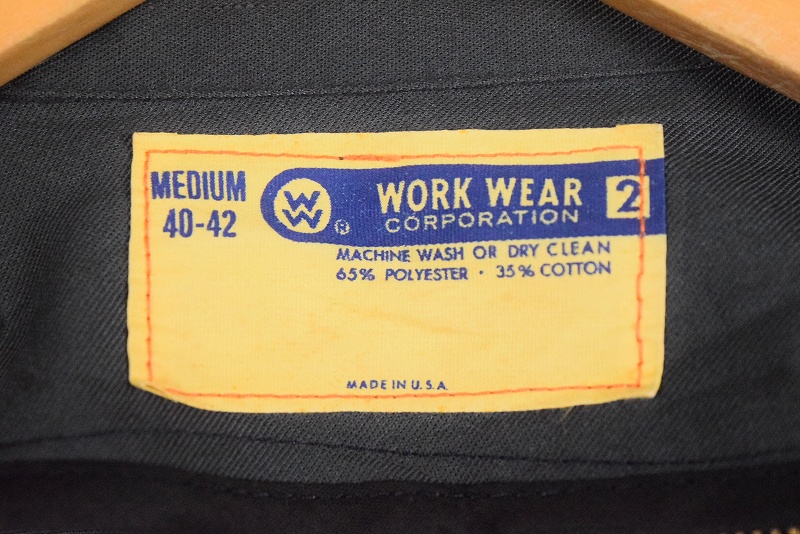 MEDIUM
40-42
WW ®
WORK WEAR 2
CORPORATION
MACHINE WASH OR DRY CLEAN
65% POLYESTER · 35% COTTON
MADE IN U.S.A.